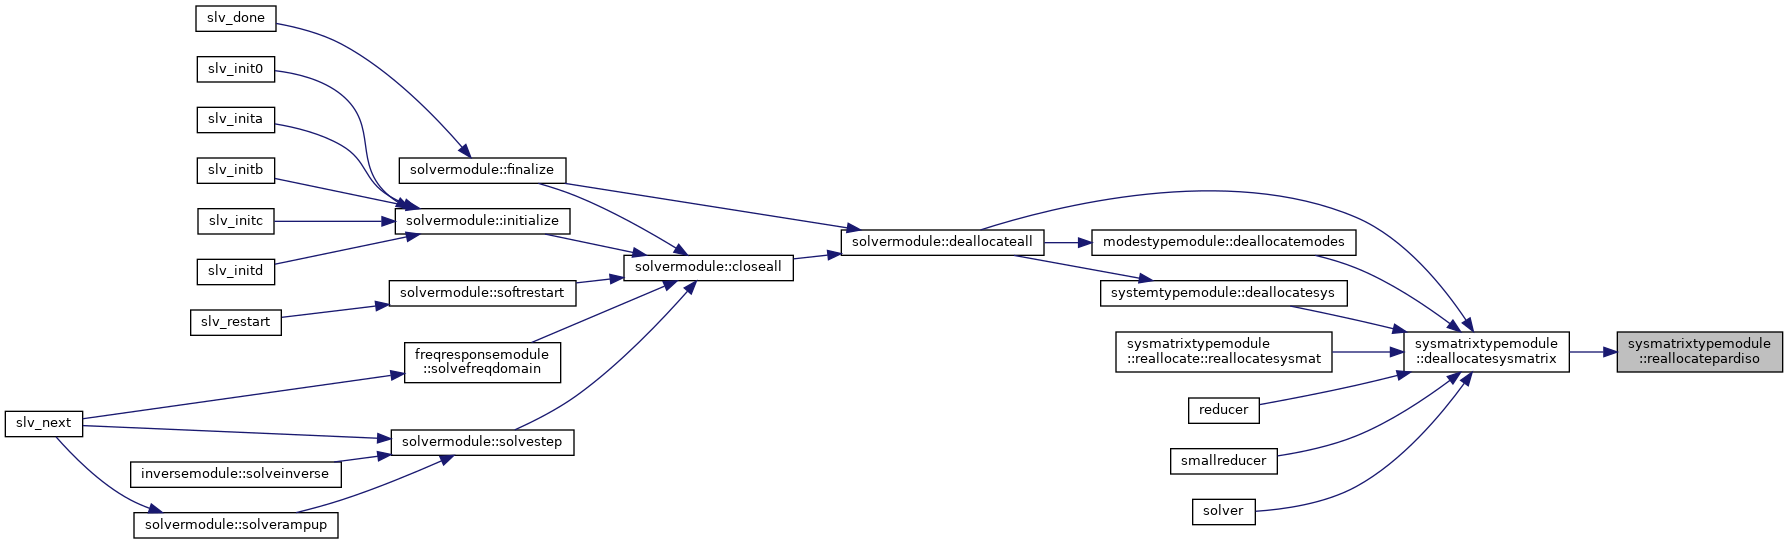 slv_done
slv_init0
slv_inita
slv_initb
slv_initc
slv_initd
slv_restart
slv_next
inversemodule::solveinverse
solvermodule::solverampup
solvermodule::finalize
solvermodule::initialize
solvermodule::softrestart
freqresponsemodule
::solvefreqdomain
solvermodule::solvestep
solvermodule::closeall
solvermodule::deallocateall
modestypemodule::deallocatemodes
systemtypemodule::deallocatesys
sysmatrixtypemodule
::reallocate::reallocatesysmat
reducer
smallreducer
solver
sysmatrixtypemodule
::deallocatesysmatrix
sysmatrixtypemodule
::reallocatepardiso